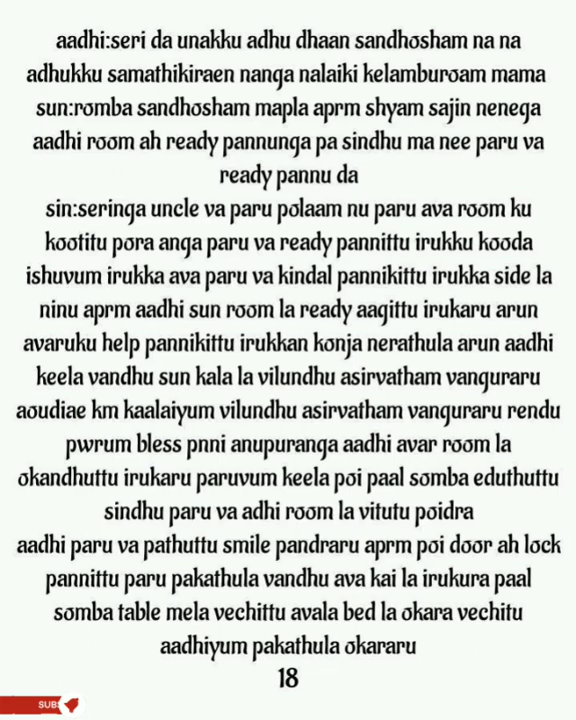 aadhi:seri da unakku adhu dhaan sandhosham na na
adhukku samathikiraen nanga nalaiki kelamburoam mama
sun:romba sandhosham mapla aprm shyam sajin nenega
aadhi room ah ready pannunga pa sindhu ma nee paru va
ready pannu da
sin:seringa uncle va paru polaam nu paru ava room ku
kootitu pora anga paru va ready pannittu irukku kooda
ishuvum irukka ava paru va kindal pannikittu irukka side la
ninu aprm aadhi sun room la ready aagittu irukaru arun
avaruku help pannikittu irukkan konja nerathula arun aadhi
keela vandhu sun kala la vilundhu asirvatham vanguraru
aoudiae km kaalaiyum vilundhu asirvatham vanguraru rendu
pwrum bless pnni anupuranga aadhi avar room la
okandhuttu irukaru paruvum keela poi paal somba eduthuttu
sindhu paru va adhi room la vitutu poidra
aadhi paru va pathuttu smile pandraru aprm poi door ah lock
pannittu paru pakathula vandhu ava kai la irukura paal
somba table mela vechittu avala bed la okara vechitu
aadhiyum pakathula okararu
18